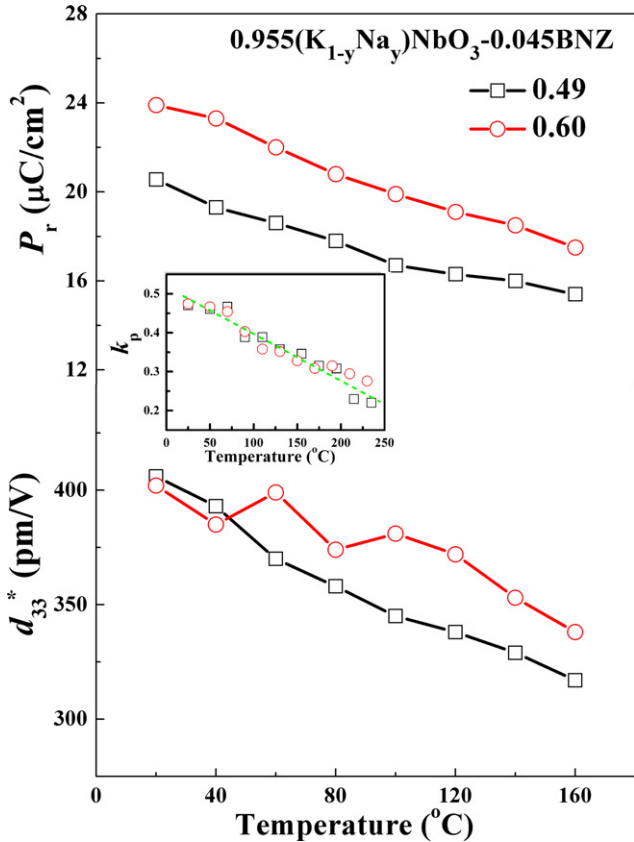 0.955(K₁₋yNay)NbO₃-0.045BNZ
0.49
0.60
Pr (μC/cm²)
28
24
20
16
12
kp
0.5
0.4
0.3
0.2
0 50 100 150 200 250
Temperature (°C)
d33* (pm/V)
400
350
300
0 40 80 120 160
Temperature (°C)